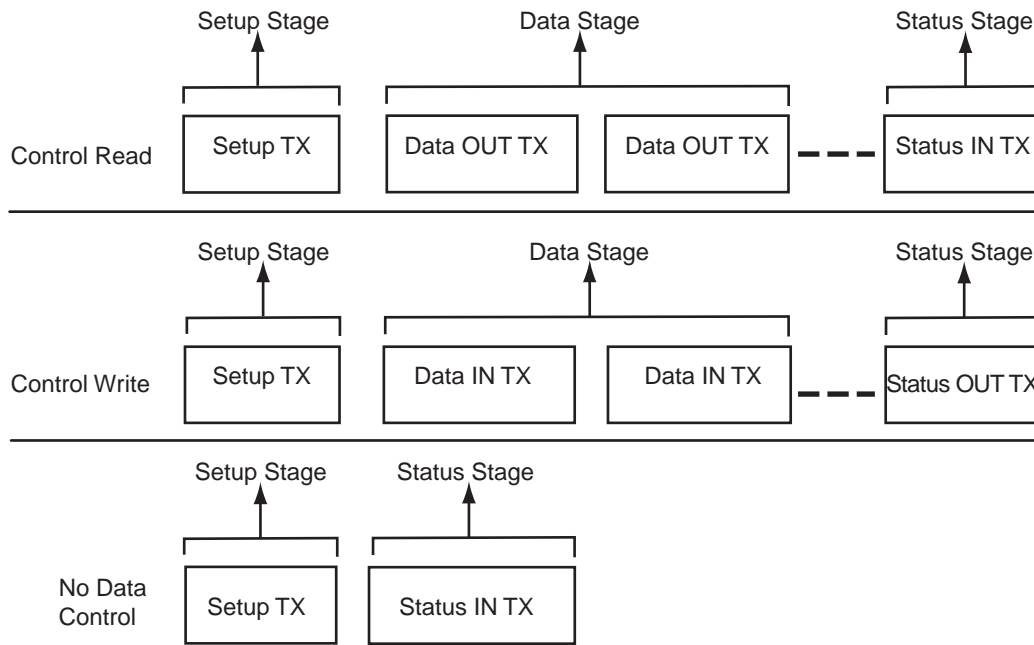 Setup Stage Data Stage Status Stage
Control Read Setup TX Data OUT TX Data OUT TX Status IN TX
Setup Stage Data Stage Status Stage
Control Write Setup TX Data IN TX Data IN TX Status OUT TX
Setup Stage Status Stage
No Data
Control
Setup TX Status IN TX